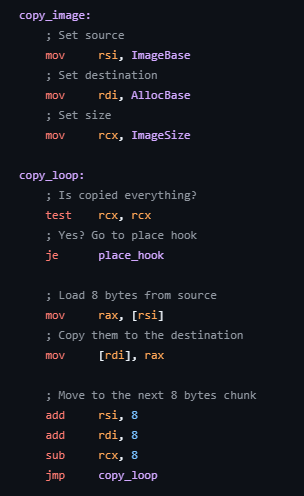 copy_image:
; Set source
mov rsi, ImageBase
; Set destination
mov rdi, AllocBase
; Set size
mov rcx, ImageSize
copy_loop:
; Is copied everything?
test rcx, rcx
; Yes? Go to place hook
je place_hook
; Load 8 bytes from source
mov rax, [rsi]
; Copy them to the destination
mov [rdi], rax
; Move to the next 8 bytes chunk
add rsi, 8
add rdi, 8
sub rcx, 8
jmp copy_loop